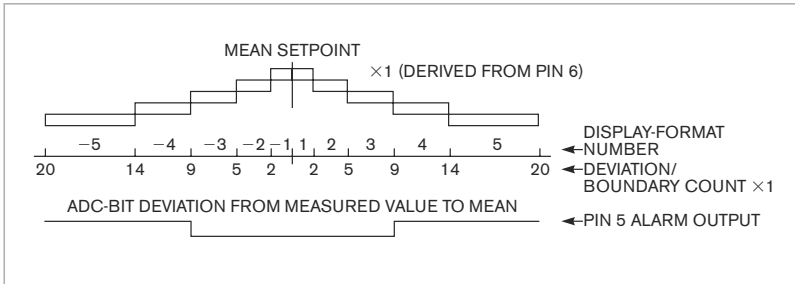 MEAN SETPOINT
×1 (DERIVED FROM PIN 6)
−5 −4 −3 −2 −1 1 2 3 4 5
DISPLAY-FORMAT
NUMBER
20 14 9 5 2 2 5 9 14 20
DEVIATION/
BOUNDARY COUNT ×1
ADC-BIT DEVIATION FROM MEASURED VALUE TO MEAN
PIN 5 ALARM OUTPUT